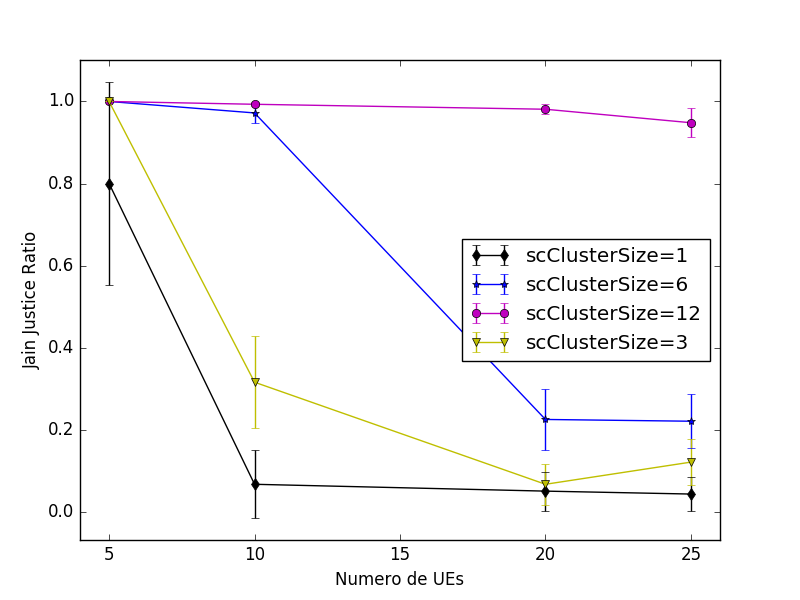 1.0
0.8
0.6
0.4
0.2
0.0
Jain Justice Ratio
scClusterSize=1
scClusterSize=6
scClusterSize=12
scClusterSize=3
5 10 15 20 25
Numero de UEs